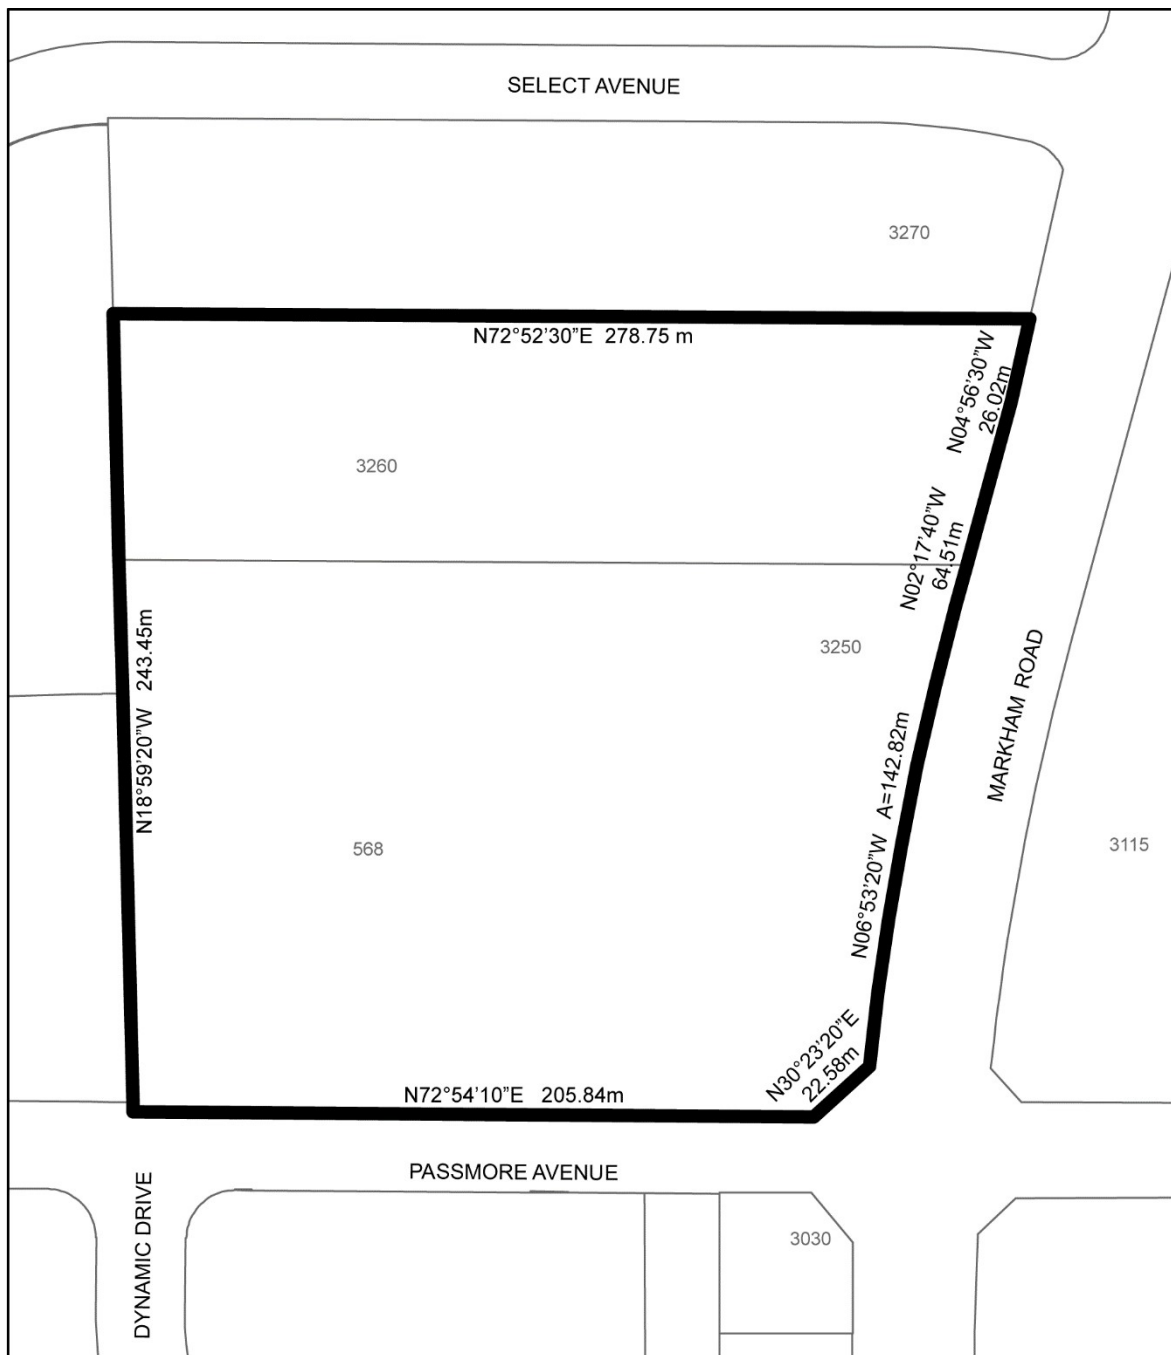 SELECT AVENUE
3270
N72°52'30"E 278.75 m
N04°56'30"W
26.02m
3260
N02°17'40"W
64.51m
N18°59'20"W 243.45m
3250
MARKHAM ROAD
N06°53'20"W A=142.82m
568
3115
N30°23'20"E
22.58m
N72°54'10"E 205.84m
PASSMORE AVENUE
DYNAMIC DRIVE
3030